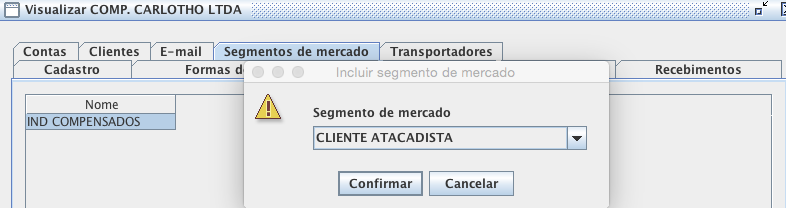 Visualizar COMP. CARLOTHO LTDA
Contas Clientes E-mail Segmentos de mercado Transportadores
Cadastro Formas de Recebimentos
Incluir segmento de mercado
Nome
IND COMPENSADOS
Segmento de mercado
CLIENTE ATACADISTA
Confirmar Cancelar